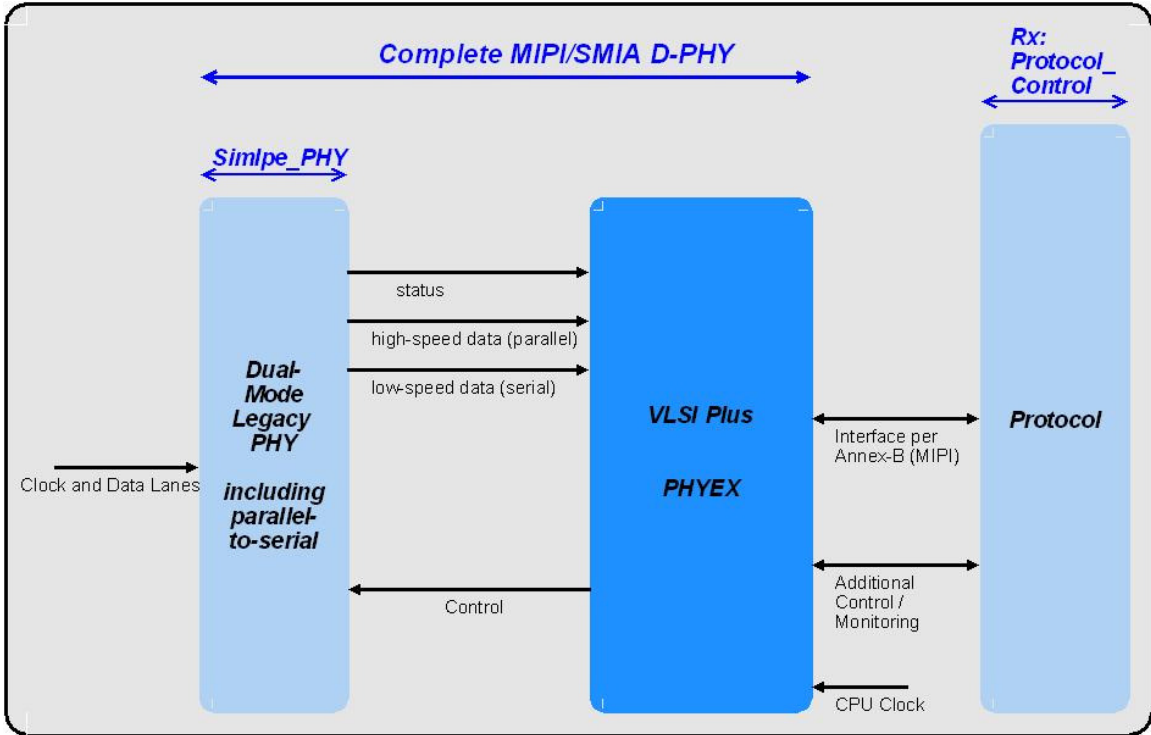 Complete MIPI/SMIA D-PHY
Rx:
Protocol_
Control
Simlpe_PHY
status
high-speed data (parallel)
low-speed data (serial)
Dual-
Mode
Legacy
PHY
including
parallel-
to-serial
Clock and Data Lanes
Control
VLSI Plus
PHYEX
Interface per
Annex-B (MIPI)
Additional
Control /
Monitoring
CPU Clock
Protocol